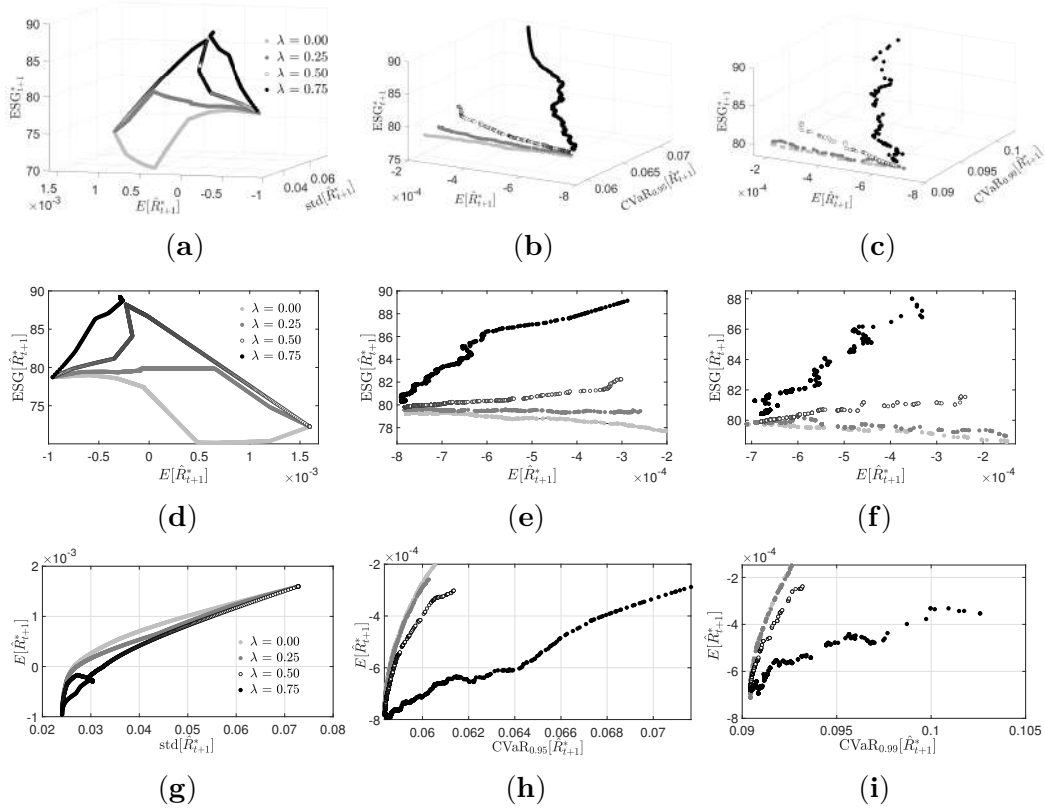 90
85
80
75
70
ESG*t+1
1.5
1
0.5
0
-0.5
-1
×10⁻³
E[R̂*t+1]
0.04
0.06
std[R̂*t+1]
λ = 0.00
λ = 0.25
λ = 0.50
λ = 0.75
(a)
90
85
80
75
ESG*t+1
-2
-4
-6
-8
×10⁻⁴
E[R̂*t+1]
0.06
0.065
0.07
CVaR0.95[R̂*t+1]
(b)
90
85
80
ESG*t+1
-2
-4
-6
-8
×10⁻⁴
E[R̂*t+1]
0.09
0.095
0.1
CVaR0.99[R̂*t+1]
(c)
90
85
80
75
ESG[R̂*t+1]
-1
-0.5
0
0.5
1
1.5
×10⁻³
E[R̂*t+1]
λ = 0.00
λ = 0.25
λ = 0.50
λ = 0.75
(d)
90
88
86
84
82
80
78
ESG[R̂*t+1]
-8
-7
-6
-5
-4
-3
-2
×10⁻⁴
E[R̂*t+1]
(e)
88
86
84
82
80
ESG[R̂*t+1]
-7
-6
-5
-4
-3
-2
×10⁻⁴
E[R̂*t+1]
(f)
×10⁻³
2
1
0
-1
E[R̂*t+1]
0.02
0.03
0.04
0.05
0.06
0.07
0.08
std[R̂*t+1]
λ = 0.00
λ = 0.25
λ = 0.50
λ = 0.75
(g)
×10⁻⁴
-2
-4
-6
-8
E[R̂*t+1]
0.06
0.062
0.064
0.066
0.068
0.07
CVaR0.95[R̂*t+1]
(h)
×10⁻⁴
-2
-4
-6
-8
E[R̂*t+1]
0.09
0.095
0.1
0.105
CVaR0.99[R̂*t+1]
(i)